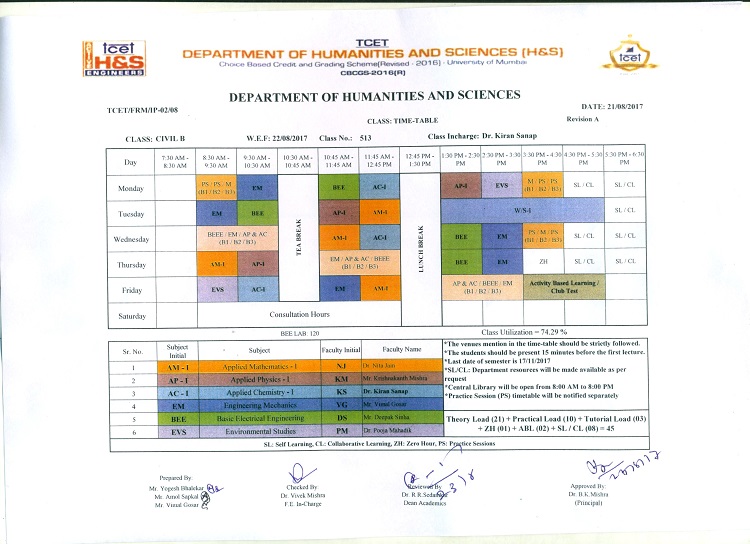 tcet
H&S
ENGINEERS
TCET
DEPARTMENT OF HUMANITIES AND SCIENCES (H&S)
Choice Based Credit and Grading Scheme(Revised - 2016) - University of Mumbai
CBCGS-2016(R)
tcet
DEPARTMENT OF HUMANITIES AND SCIENCES
TCET/FRM/IP-02/08
DATE: 21/08/2017
CLASS: TIME-TABLE
Revision A
CLASS: CIVIL B W.E.F: 22/08/2017 Class No.: 513 Class Incharge: Dr. Kiran Sanap
Day 7:30 AM - 8:30 AM 8:30 AM - 9:30 AM 9:30 AM - 10:30 AM 10:30 AM - 10:45 AM 10:45 AM - 11:45 AM 11:45 AM - 12:45 PM 12:45 PM - 1:30 PM 1:30 PM - 2:30 PM 2:30 PM - 3:30 PM 3:30 PM - 4:30 PM 4:30 PM - 5:30 PM 5:30 PM - 6:30 PM
Monday PS / PS / M (B1 / B2 / B3) EM BEE AC-I AP-I EVS M / PS / PS (B1 / B2 / B3) SL / CL SL / CL
Tuesday EM BEE AP-I AM-I W/S-I SL / CL
TEA BREAK
LUNCH BREAK
Wednesday BEEE / EM / AP & AC (B1 / B2 / B3) AM-I AC-I BEE EM PS / M / PS (B1 / B2 / B3) SL / CL SL / CL
Thursday AM-I AP-I EM / AP & AC / BEEE (B1 / B2 / B3) BEE EM ZH SL / CL SL / CL
Friday EVS AC-I EM AM-I AP & AC / BEEE / EM (B1 / B2 / B3) Activity Based Learning / Club Test
Saturday Consultation Hours
BEE LAB: 120
Class Utilization = 74.29 %
Sr. No. Subject Initial Subject Faculty Initial Faculty Name
1 AM - I Applied Mathematics - I NJ Dr. Nita Jain
2 AP - I Applied Physics - I KM Mr. Krishnakanth Mishra
3 AC - I Applied Chemistry - I KS Dr. Kiran Sanap
4 EM Engineering Mechanics VG Mr. Vimal Gosar
5 BEE Basic Electrical Engineering DS Mr. Deepak Sinha
6 EVS Environmental Studies PM Dr. Pooja Mahadik
*The venues mention in the time-table should be strictly followed.
*The students should be present 15 minutes before the first lecture.
*Last date of semester is 17/11/2017
*SL/CL: Department resources will be made available as per
request
*Central Library will be open from 8:00 AM to 8:00 PM
*Practice Session (PS) timetable will be notified separately
Theory Load (21) + Practical Load (10) + Tutorial Load (03)
+ ZH (01) + ABL (02) + SL / CL (08) = 45
SL: Self Learning, CL: Collaborative Learning, ZH: Zero Hour, PS: Practice Sessions
Prepared By:
Mr. Yogesh Bhalekar
Mr. Amol Sapkal
Mr. Vimal Gosar
Checked By:
Dr. Vivek Mishra
F.E. In-Charge
Reviewed By
Dr. R.R.Sedamkar
Dean Academics
Approved By:
Dr. B.K.Mishra
(Principal)